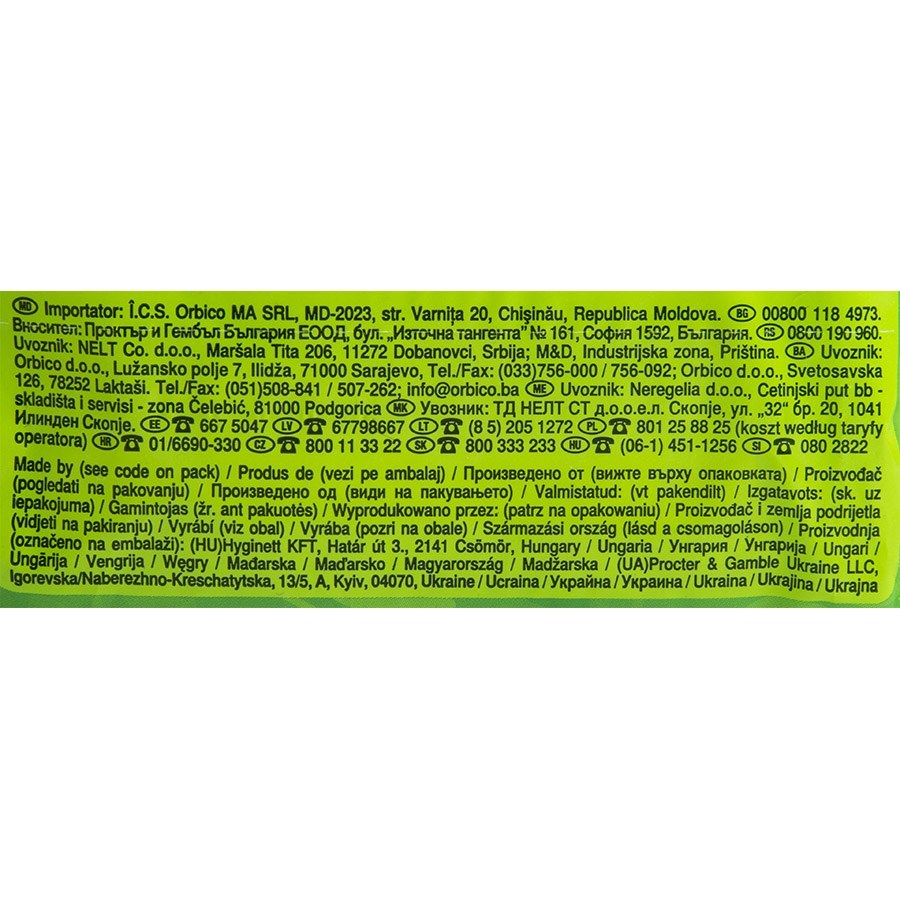 MD Importator: Î.C.S. Orbico MA SRL, MD-2023, str. Varniţa 20, Chişinău, Republica Moldova. BG 00800 118 4973.
Вносител: Проктър и Гембъл България ЕООД, бул. „Източна тангента“ № 161, София 1592, България. RS 0800 190 960.
Uvoznik: NELT Co. d.o.o., Maršala Tita 206, 11272 Dobanovci, Srbija; M&D, Industrijska zona, Priština. BA Uvoznik:
Orbico d.o.o., Lužansko polje 7, Ilidža, 71000 Sarajevo, Tel./Fax: (033)756-000 / 756-092; Orbico d.o.o., Svetosavska
126, 78252 Laktaši. Tel./Fax: (051)508-841 / 507-262; info@orbico.ba ME Uvoznik: Neregelia d.o.o., Cetinjski put bb -
skladišta i servisi - zona Čelebić, 81000 Podgorica MK Увозник: ТД НЕЛТ СТ д.о.о.ел. Скопје, ул. „32“ бр. 20, 1041
Илинден Скопје. EE ☎ 667 5047 LV ☎ 67798667 LT ☎ (8 5) 205 1272 PL ☎ 801 25 88 25 (koszt według taryfy
operatora) HR ☎ 01/6690-330 CZ ☎ 800 11 33 22 SK ☎ 800 333 233 HU ☎ (06-1) 451-1256 SI ☎ 080 2822
Made by (see code on pack) / Produs de (vezi pe ambalaj) / Произведено от (вижте върху опаковката) / Proizvođač
(pogledati na pakovanju) / Произведено од (види на пакувањето) / Valmistatud: (vt pakendilt) / Izgatavots: (sk. uz
iepakojuma) / Gamintojas (žr. ant pakuotės) / Wyprodukowano przez: (patrz na opakowaniu) / Proizvođač i zemlja podrijetla
(vidjeti na pakiranju) / Vyrábí (viz obal) / Vyrába (pozri na obale) / Származási ország (lásd a csomagoláson) / Proizvodnja
(označeno na embalaži): (HU)Hyginett KFT, Határ út 3., 2141 Csömör, Hungary / Ungaria / Унгария / Унгарија / Ungari /
Ungārija / Vengrija / Węgry / Mađarska / Maďarsko / Magyarország / Madžarska / (UA)Procter & Gamble Ukraine LLC,
Igorevska/Naberezhno-Kreschatytska, 13/5, A, Kyiv, 04070, Ukraine / Ucraina / Украйна / Украина / Ukraina / Ukrajina / Ukrajna